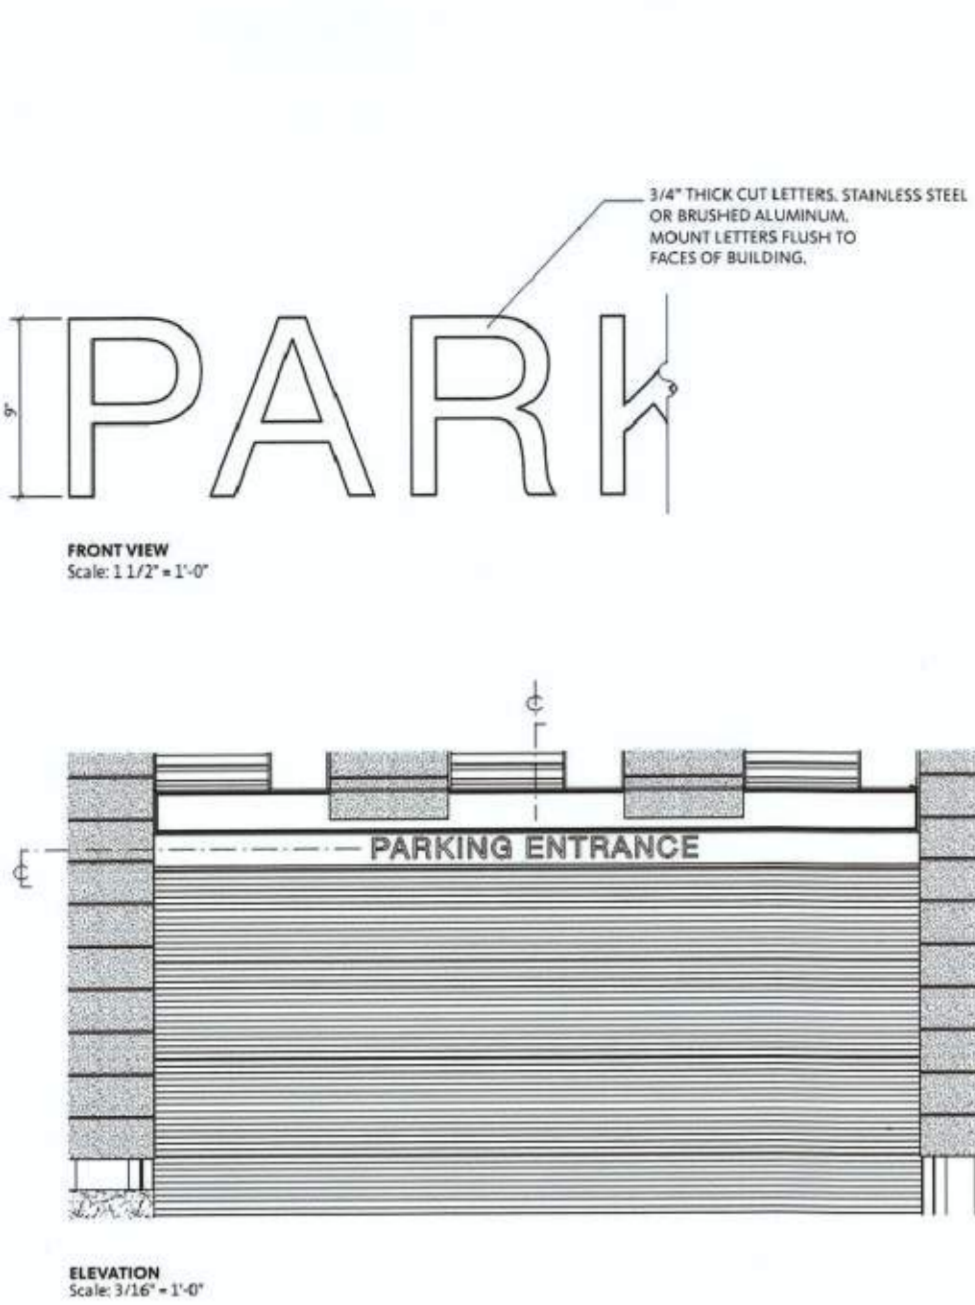 3/4" THICK CUT LETTERS. STAINLESS STEEL
OR BRUSHED ALUMINUM.
MOUNT LETTERS FLUSH TO
FACES OF BUILDING.
9"
PARK
FRONT VIEW
Scale: 1 1/2" = 1'-0"
℄
PARKING ENTRANCE
℄
ELEVATION
Scale: 3/16" = 1'-0"